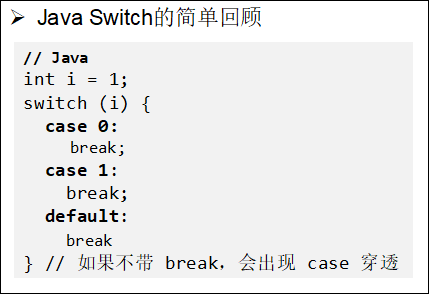 ➢ Java Switch的简单回顾
// Java
int i = 1;
switch (i) {
case 0:
break;
case 1:
break;
default:
break
} // 如果不带 break，会出现 case 穿透